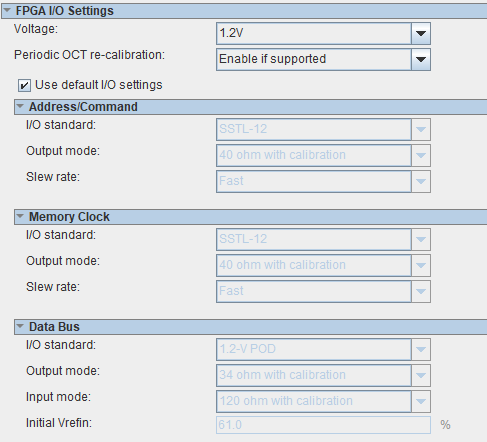 FPGA I/O Settings
Voltage: 1.2V
Periodic OCT re-calibration: Enable if supported
Use default I/O settings
Address/Command
I/O standard: SSTL-12
Output mode: 40 ohm with calibration
Slew rate: Fast
Memory Clock
I/O standard: SSTL-12
Output mode: 40 ohm with calibration
Slew rate: Fast
Data Bus
I/O standard: 1.2-V POD
Output mode: 34 ohm with calibration
Input mode: 120 ohm with calibration
Initial Vrefin: 61.0 %